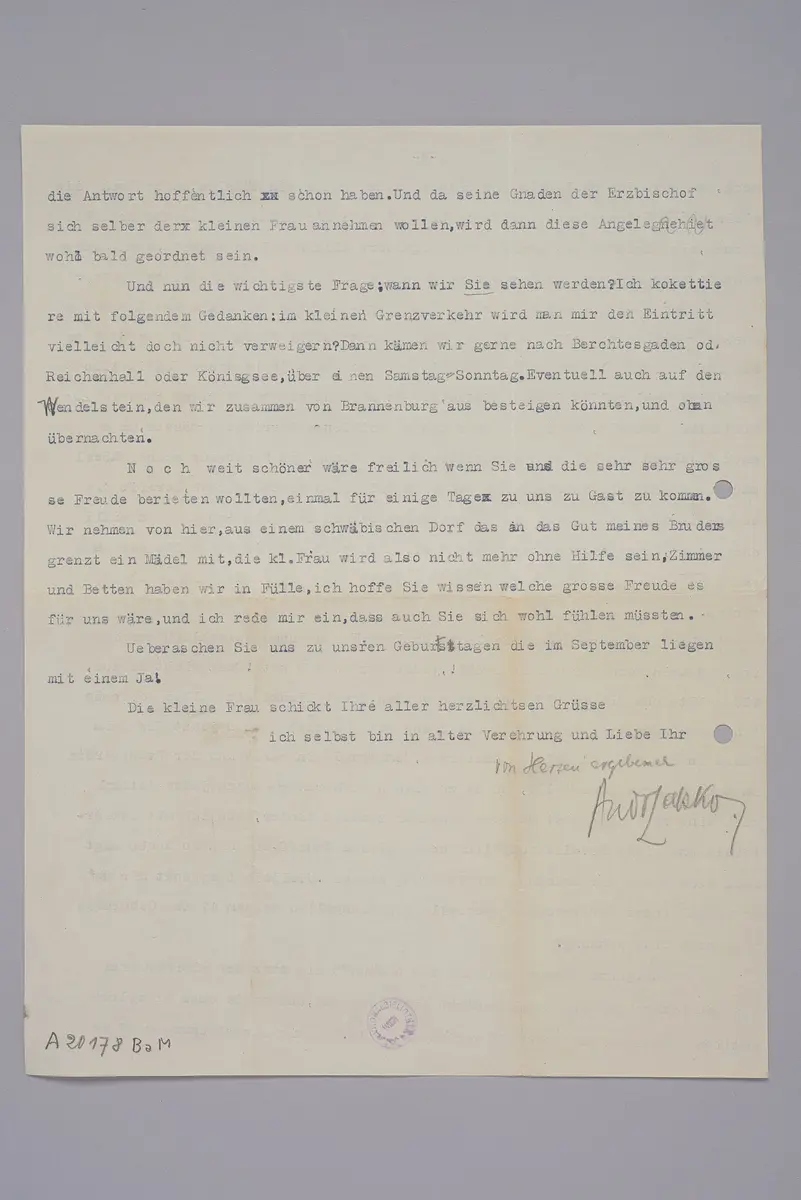 die Antwort hoffentlich xx schon haben.Und da seine Gnaden der Erzbischof
sich selber derx kleinen Frau annehmen wollen,wird dann diese
wohl bald geordnet sein.
Und nun die wichtigste Frage;wann wir Sie sehen werden?Ich kokettie
re mit folgendem Gedanken:im kleinen Grenzverkehr wird man mir den Eintritt
vielleicht doch nicht verweigern?Dann kämen wir gerne nach Berchtesgaden od.
Reichenhall oder Könisgsee,über einen Samstag-Sonntag.Eventuell auch auf den
Wendelstein,den wir zusammen von Brannenburg aus besteigen könnten,und oban
übernachten.
N o c h weit schöner wäre freilich wenn Sie und die sehr sehr gros
se Freude berieten wollten,einmal für einige Tagex zu uns zu Gast zu kommn.
Wir nehmen von hier,aus einem schwäbischen Dorf das an das Gut meines Bruders
grenzt ein Mädel mit,die kl.Frau wird also nicht mehr ohne Hilfe sein,Zimmer
und Betten haben wir in Fülle,ich hoffe Sie wissen welche grosse Freude es
für uns wäre,und ich rede mir ein,dass auch Sie sich wohl fühlen müssten.
Ueberaschen Sie uns zu unsren Geburtstagen die im September liegen
mit einem Ja!
Die kleine Frau schickt Ihre aller herzlichtsen Grüsse
ich selbst bin in alter Verehrung und Liebe Ihr
von Herzen ergebener
AndrLatzko
A 20178 BaM